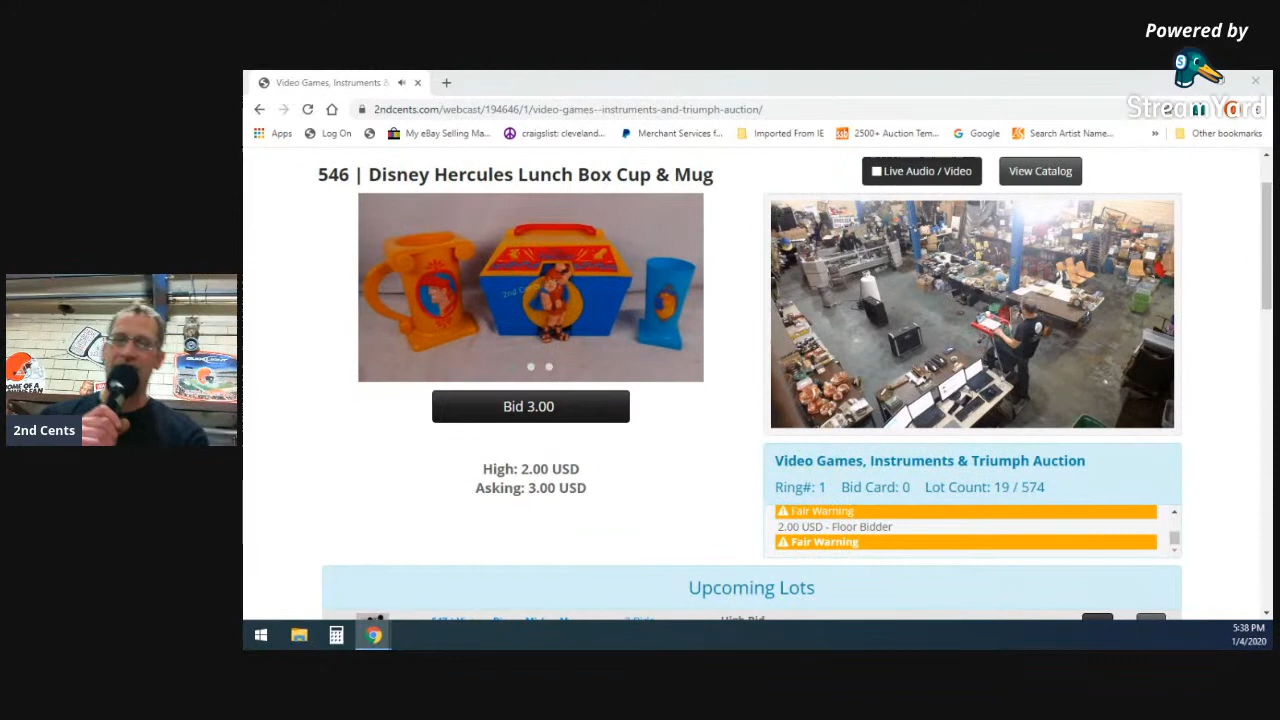 Powered by
StreamYard
Video Games, Instruments &
2ndcents.com/webcast/194646/1/video-games--instruments-and-triumph-auction/
Apps
Log On
My eBay Selling Ma...
craigslist: cleveland...
Merchant Services f...
Imported From IE
2500+ Auction Tem...
Google
Search Artist Name...
»
Other bookmarks
546 | Disney Hercules Lunch Box Cup & Mug
Live Audio / Video
View Catalog
2nd Cents
Bid 3.00
High: 2.00 USD
Asking: 3.00 USD
Video Games, Instruments & Triumph Auction
Ring#: 1 Bid Card: 0 Lot Count: 19 / 574
Fair Warning
2.00 USD - Floor Bidder
Fair Warning
Upcoming Lots
2nd Cents
5:38 PM
1/4/2020